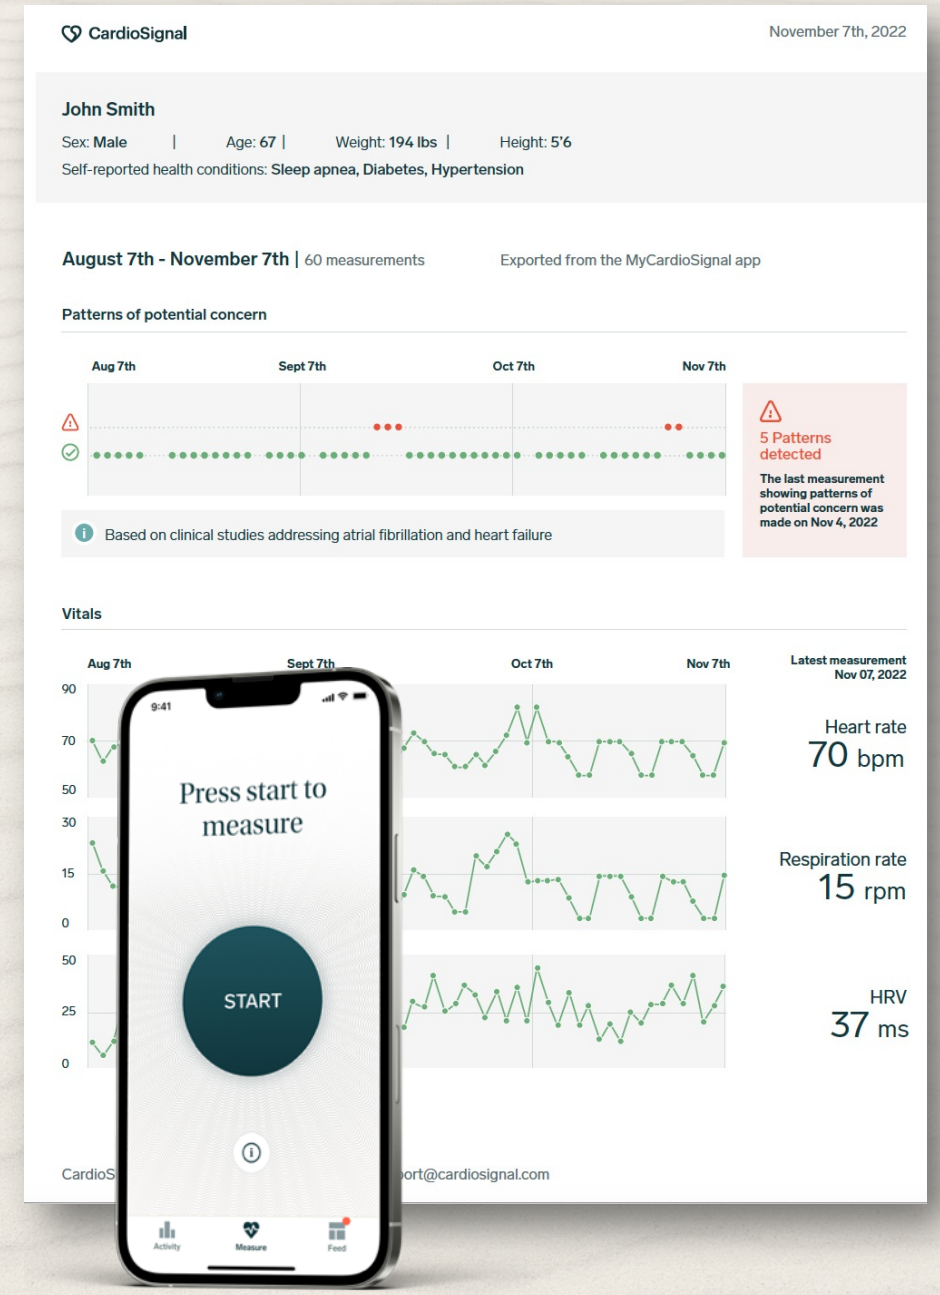 CardioSignal
November 7th, 2022
John Smith
Sex: Male | Age: 67 | Weight: 194 lbs | Height: 5'6
Self-reported health conditions: Sleep apnea, Diabetes, Hypertension
August 7th - November 7th | 60 measurements
Exported from the MyCardioSignal app
Patterns of potential concern
Aug 7th Sept 7th Oct 7th Nov 7th
5 Patterns
detected
The last measurement
showing patterns of
potential concern was
made on Nov 4, 2022
Based on clinical studies addressing atrial fibrillation and heart failure
Vitals
Aug 7th Sept 7th Oct 7th Nov 7th
Latest measurement
Nov 07, 2022
90
70
50
Heart rate
70 bpm
30
15
0
Respiration rate
15 rpm
50
25
0
HRV
37 ms
CardioS
ort@cardiosignal.com
9:41
Press start to
measure
START
Activity Measure Feed